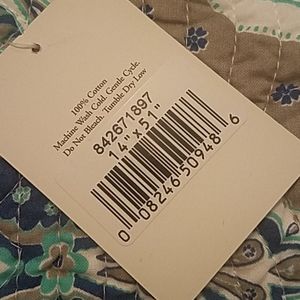 100% Cotton
Machine Wash Cold. Gentle Cycle.
Do Not Bleach. Tumble Dry Low
842671897
14" x 51"
0 08246 50948 6